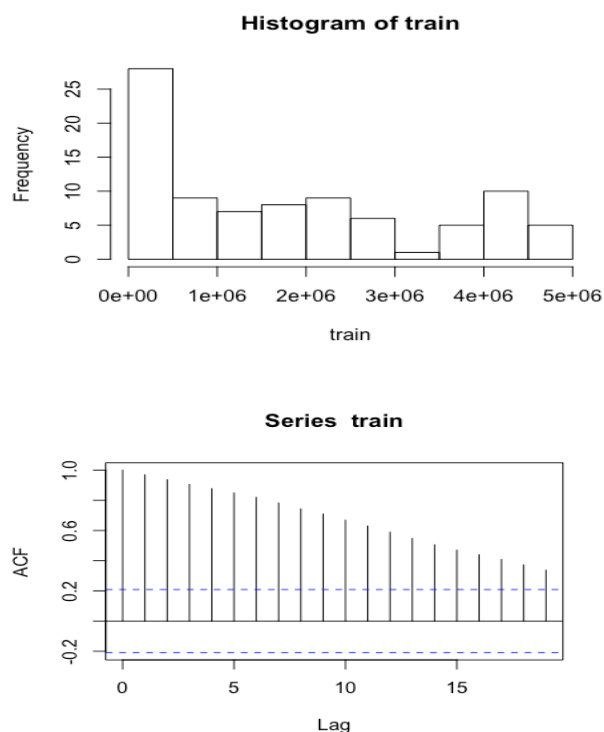 Histogram of train
Frequency
0 5 10 15 20 25
0e+00 1e+06 2e+06 3e+06 4e+06 5e+06
train
Series train
ACF
-0.2 0.2 0.6 1.0
0 5 10 15
Lag